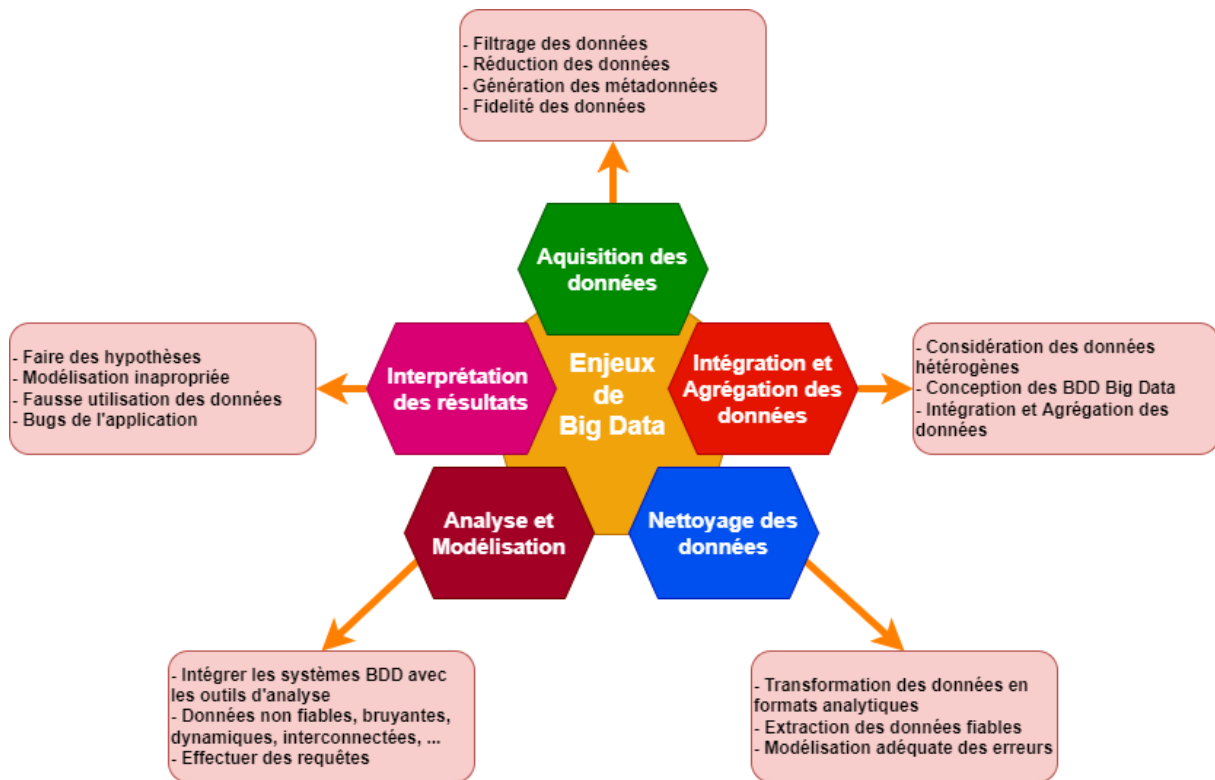 - Filtrage des données
- Réduction des données
- Génération des métadonnées
- Fidelité des données
Aquisition des
données
- Faire des hypothèses
- Modélisation inapropriée
- Fausse utilisation des données
- Bugs de l'application
Interprétation
des résultats
Enjeux
de
Big Data
Intégration et
Agrégation des
données
- Considération des données
hétérogènes
- Conception des BDD Big Data
- Intégration et Agrégation des
données
Analyse et
Modélisation
Nettoyage des
données
- Intégrer les systèmes BDD avec
les outils d'analyse
- Données non fiables, bruyantes,
dynamiques, interconnectées, ...
- Effectuer des requêtes
- Transformation des données en
formats analytiques
- Extraction des données fiables
- Modélisation adéquate des erreurs